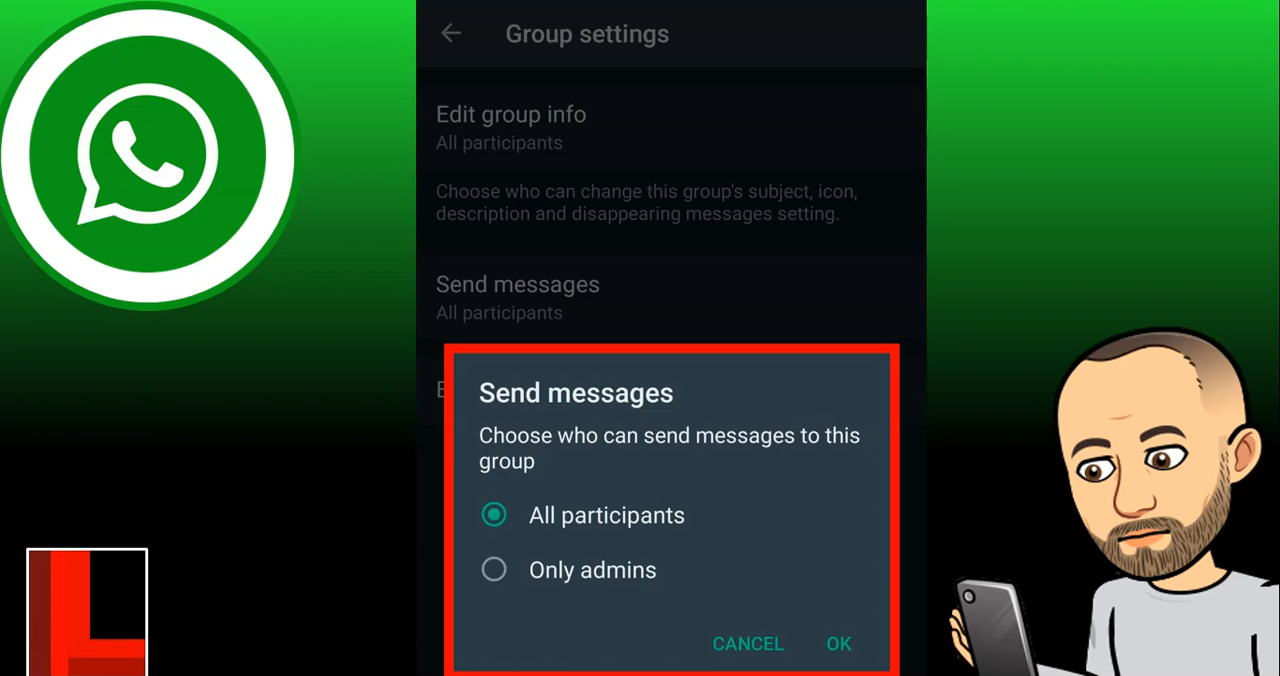 Group settings
Edit group info
All participants
Choose who can change this group's subject, icon,
description and disappearing messages setting.
Send messages
All participants
Send messages
Choose who can send messages to this
group
All participants
Only admins
CANCEL OK